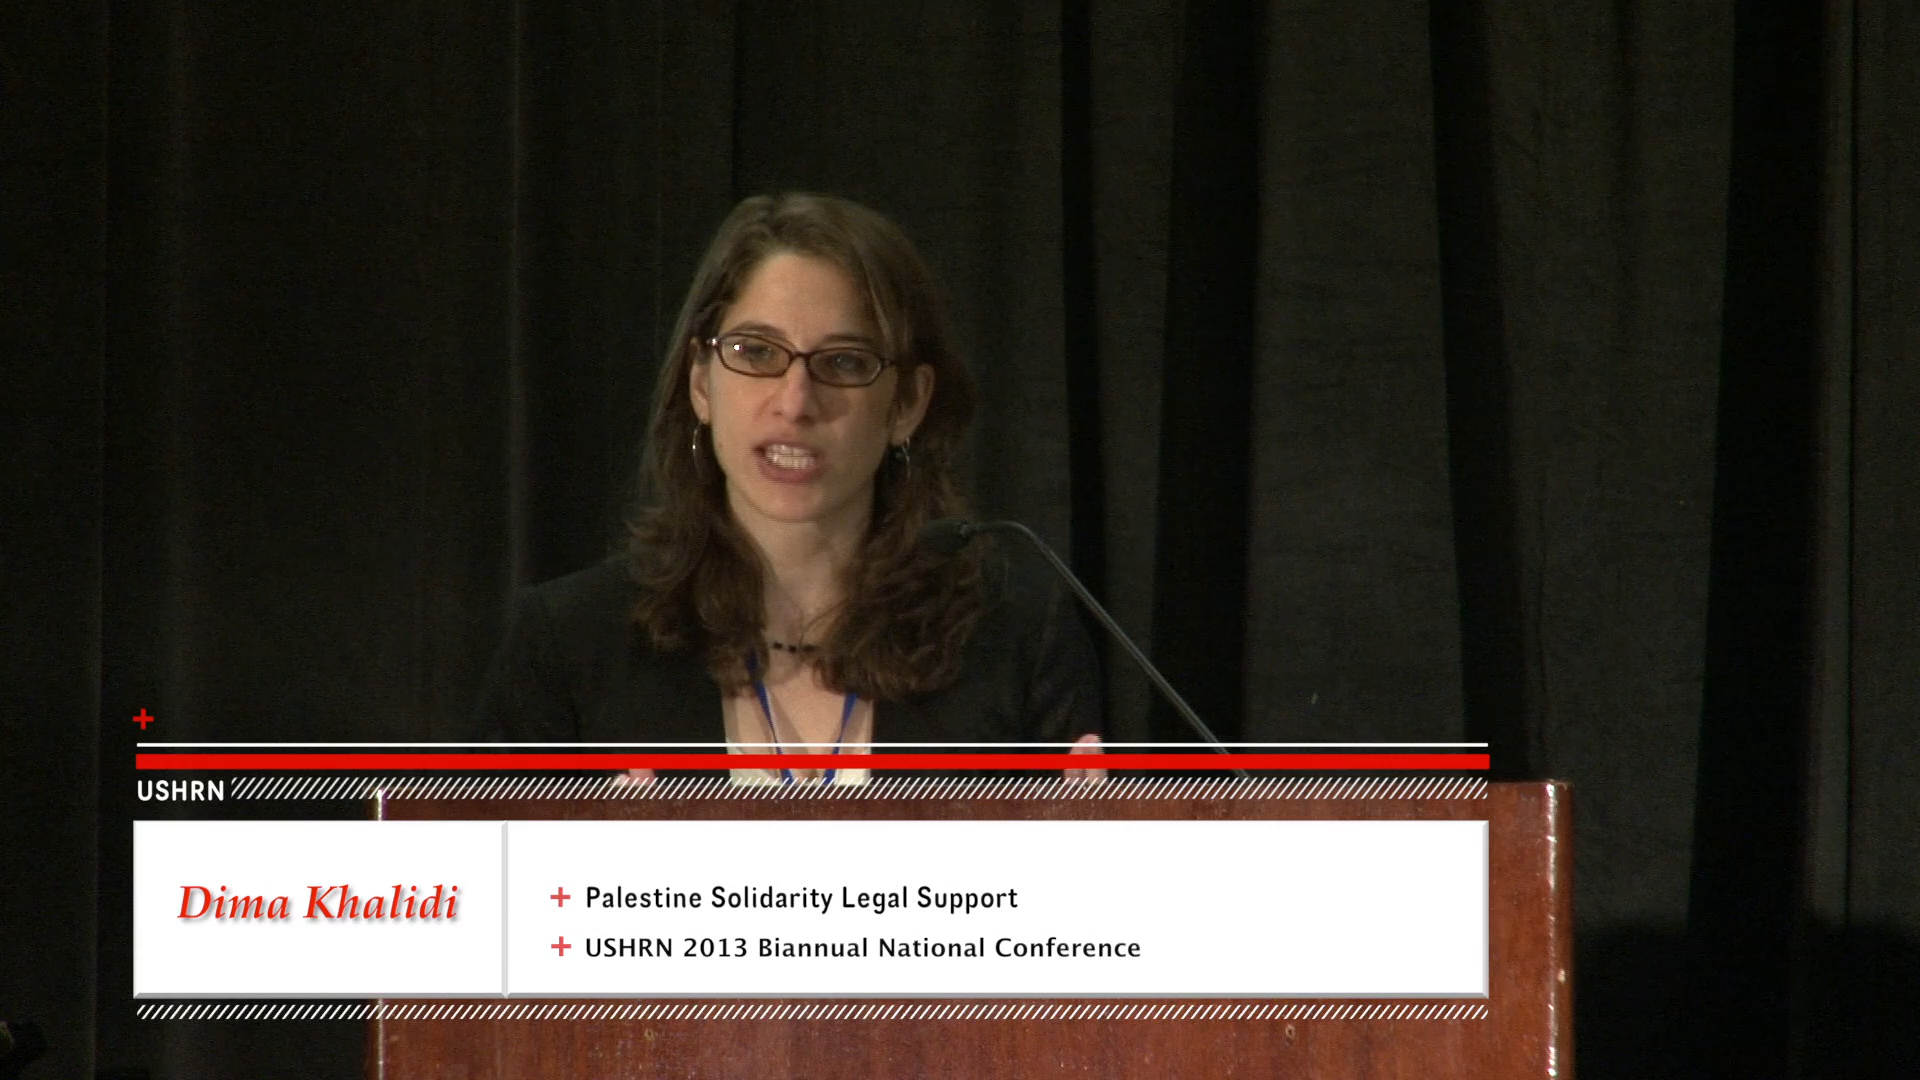 USHRN
Dima Khalidi
+ Palestine Solidarity Legal Support
+ USHRN 2013 Biannual National Conference